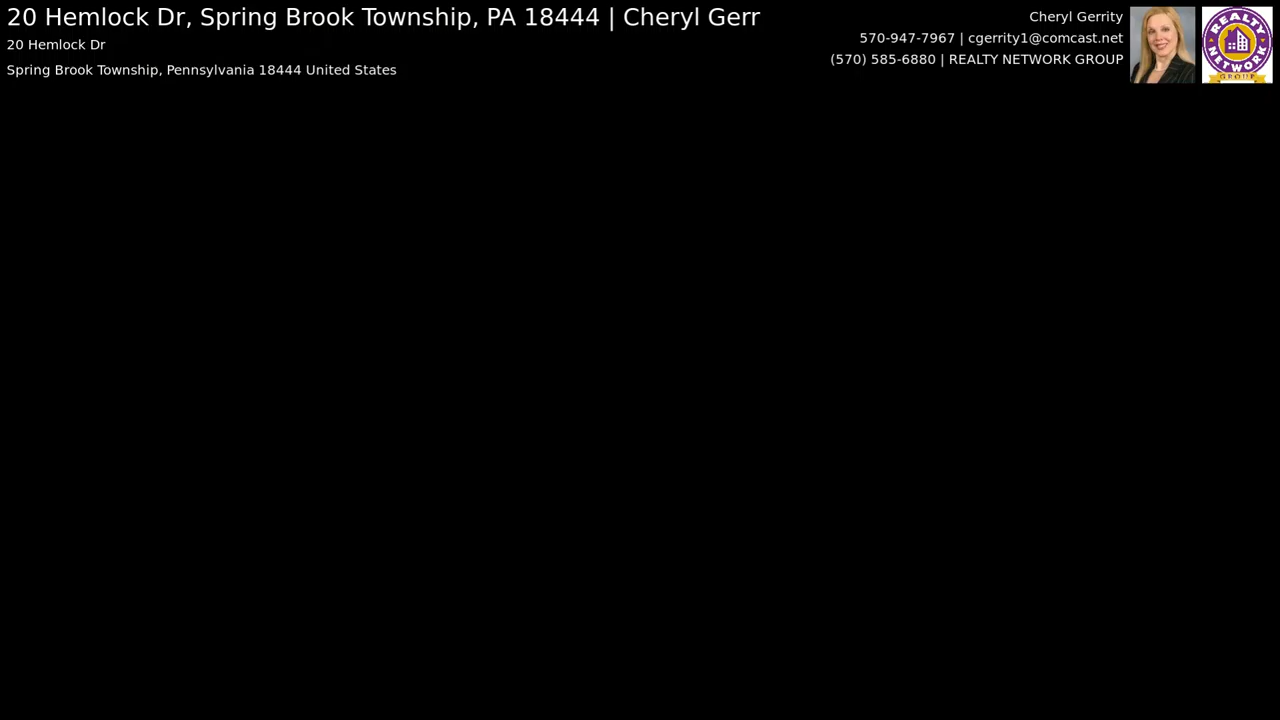 20 Hemlock Dr, Spring Brook Township, PA 18444 | Cheryl Gerr
20 Hemlock Dr
Spring Brook Township, Pennsylvania 18444 United States
Cheryl Gerrity
570-947-7967 | cgerrity1@comcast.net
(570) 585-6880 | REALTY NETWORK GROUP
REALTY
NETWORK
GROUP